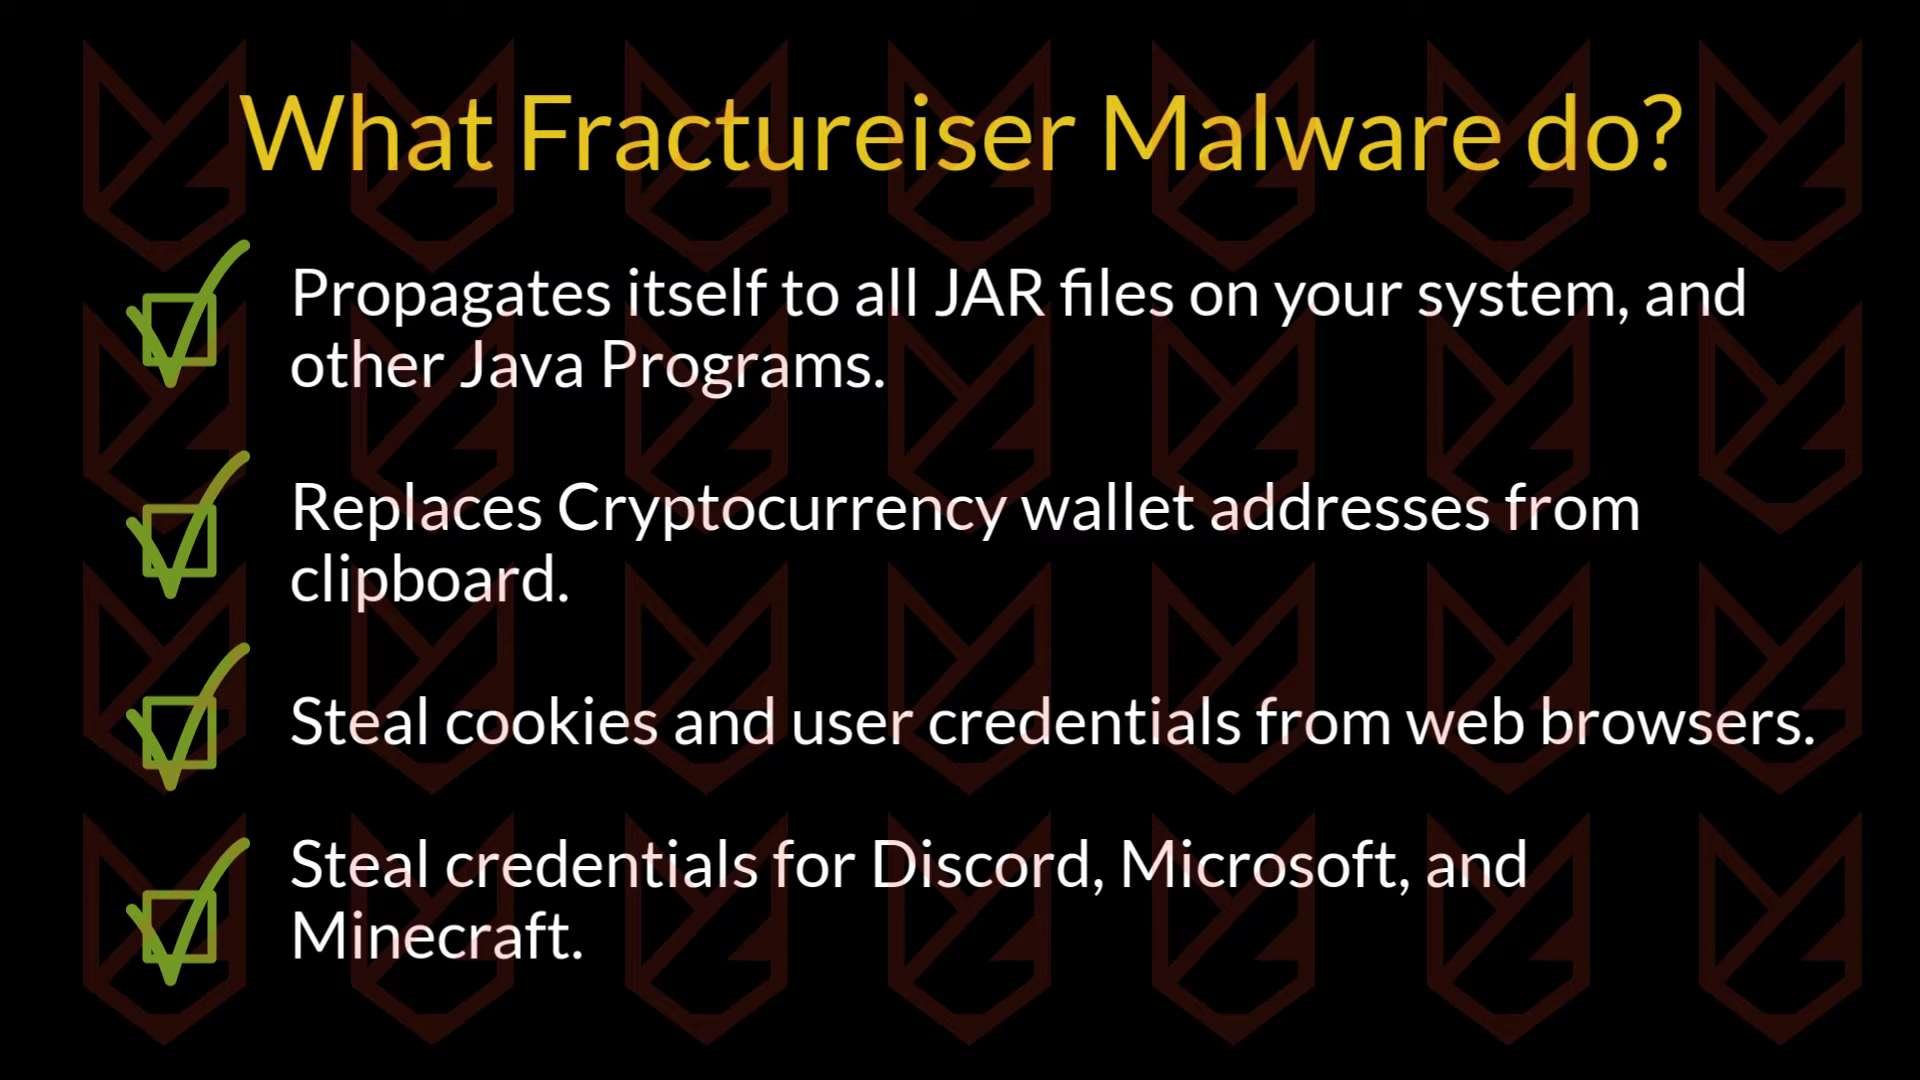 What Fractureiser Malware do?
Propagates itself to all JAR files on your system, and
other Java Programs.
Replaces Cryptocurrency wallet addresses from
clipboard.
Steal cookies and user credentials from web browsers.
Steal credentials for Discord, Microsoft, and
Minecraft.